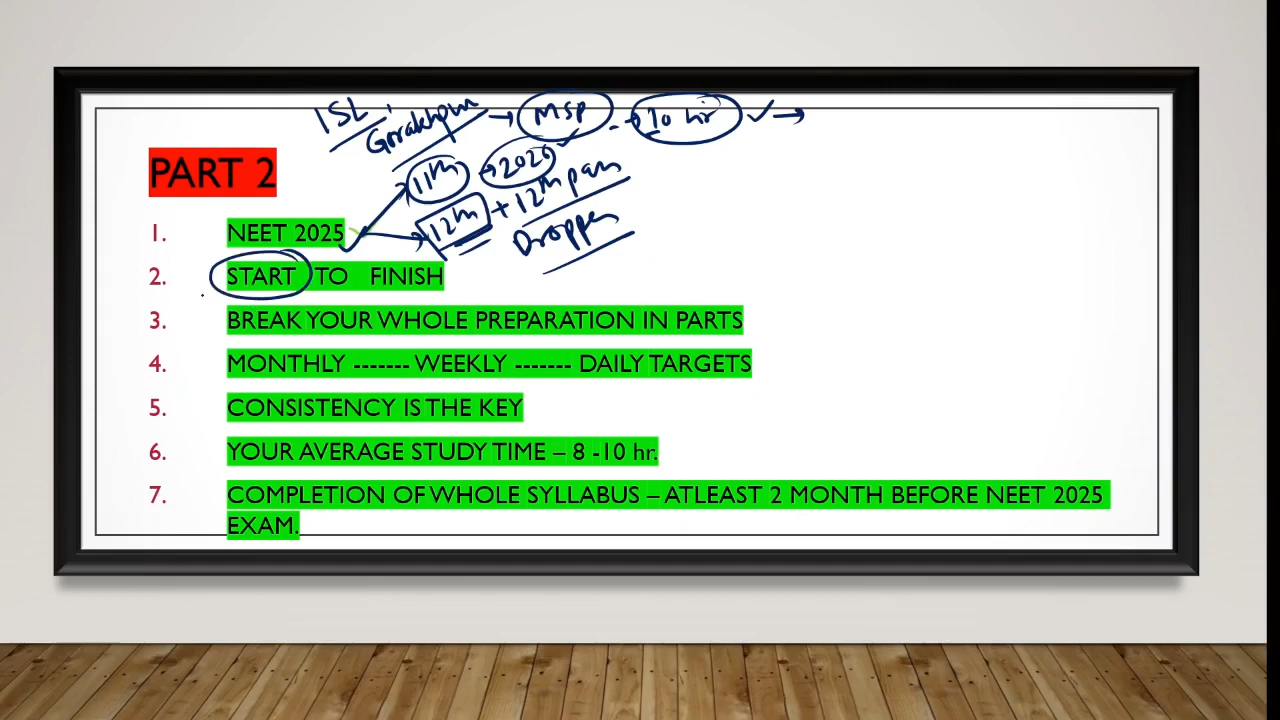 ISL Gorakhpur → MSP → 10 hr ✓ →
11th → 2026
12th + 12th pass
Dropper
PART 2
1. NEET 2025
2. START TO FINISH
3. BREAK YOUR WHOLE PREPARATION IN PARTS
4. MONTHLY ------- WEEKLY ------- DAILY TARGETS
5. CONSISTENCY IS THE KEY
6. YOUR AVERAGE STUDY TIME – 8 -10 hr.
7. COMPLETION OF WHOLE SYLLABUS – ATLEAST 2 MONTH BEFORE NEET 2025
EXAM.